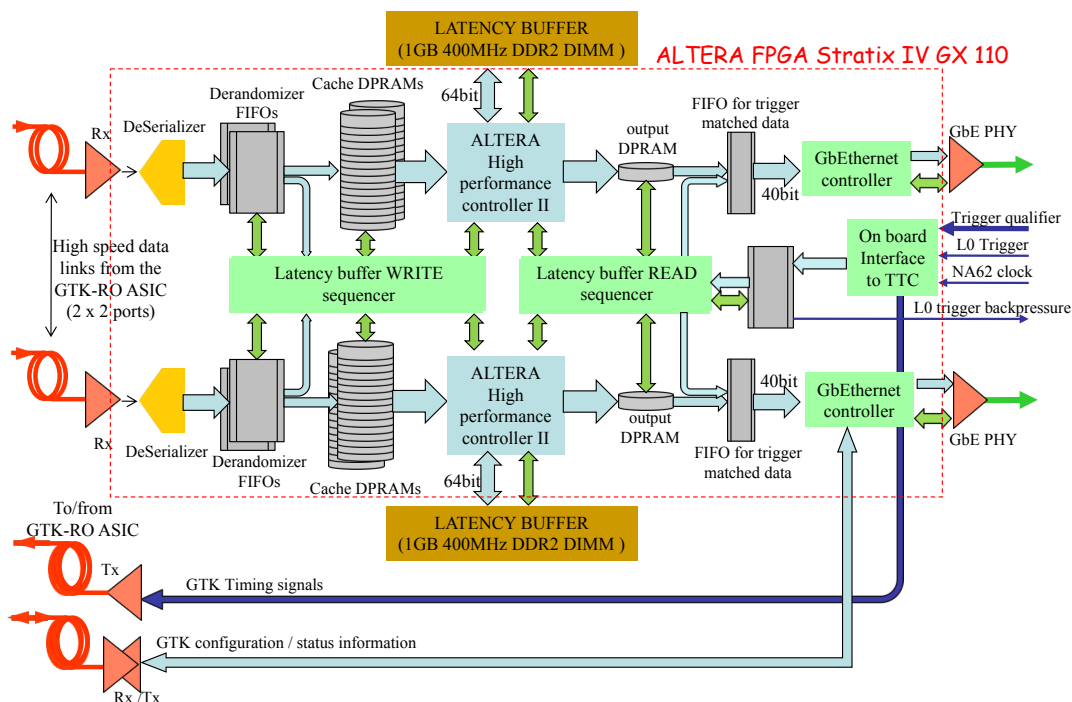 LATENCY BUFFER
(1GB 400MHz DDR2 DIMM )
ALTERA FPGA Stratix IV GX 110
Derandomizer
FIFOs
Cache DPRAMs
64bit
FIFO for trigger
matched data
Rx
DeSerializer
ALTERA
High
performance
controller II
output
DPRAM
40bit
GbEthernet
controller
GbE PHY
High speed data
links from the
GTK-RO ASIC
(2 x 2 ports)
Latency buffer WRITE
sequencer
Latency buffer READ
sequencer
On board
Interface
to TTC
Trigger qualifier
L0 Trigger
NA62 clock
L0 trigger backpressure
Rx
DeSerializer
Derandomizer
FIFOs
Cache DPRAMs
ALTERA
High
performance
controller II
64bit
output
DPRAM
40bit
FIFO for trigger
matched data
GbEthernet
controller
GbE PHY
LATENCY BUFFER
(1GB 400MHz DDR2 DIMM )
To/from
GTK-RO ASIC
Tx
GTK Timing signals
GTK configuration / status information
Rx /Tx